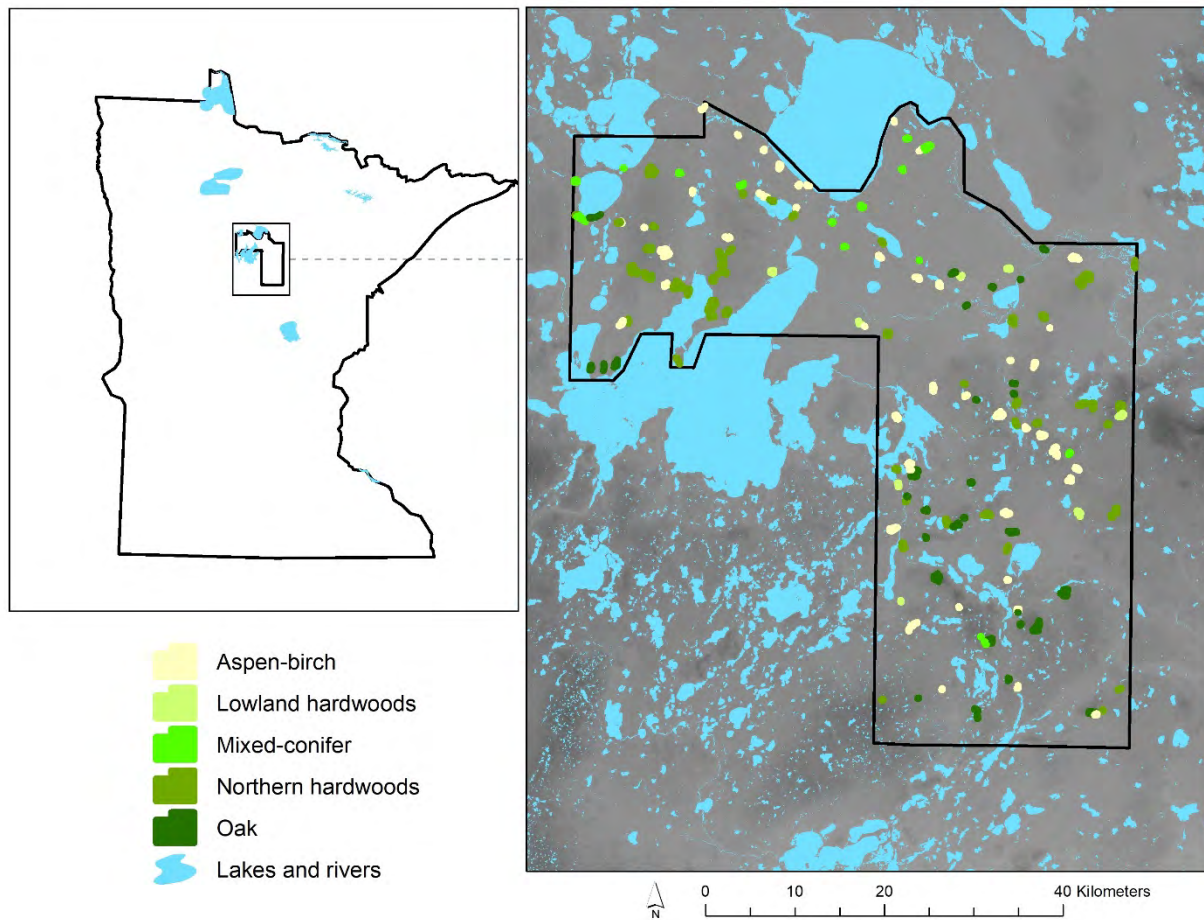 Aspen-birch
Lowland hardwoods
Mixed-conifer
Northern hardwoods
Oak
Lakes and rivers
N
0 10 20 40 Kilometers